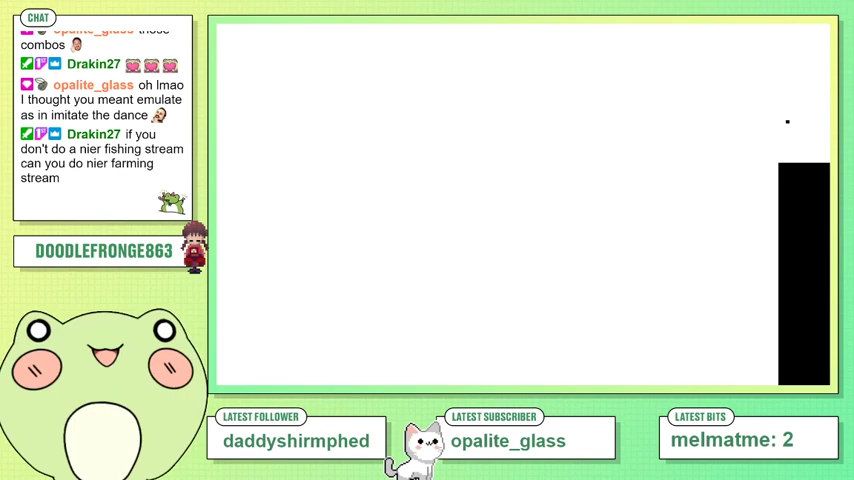 CHAT
opalite_glass those
combos
Drakin27
opalite_glass oh lmao
I thought you meant emulate
as in imitate the dance
Drakin27 if you
don't do a nier fishing stream
can you do nier farming
stream
DOODLEFRONGE863
LATEST FOLLOWER
daddyshirmphed
LATEST SUBSCRIBER
opalite_glass
LATEST BITS
melmatme: 2